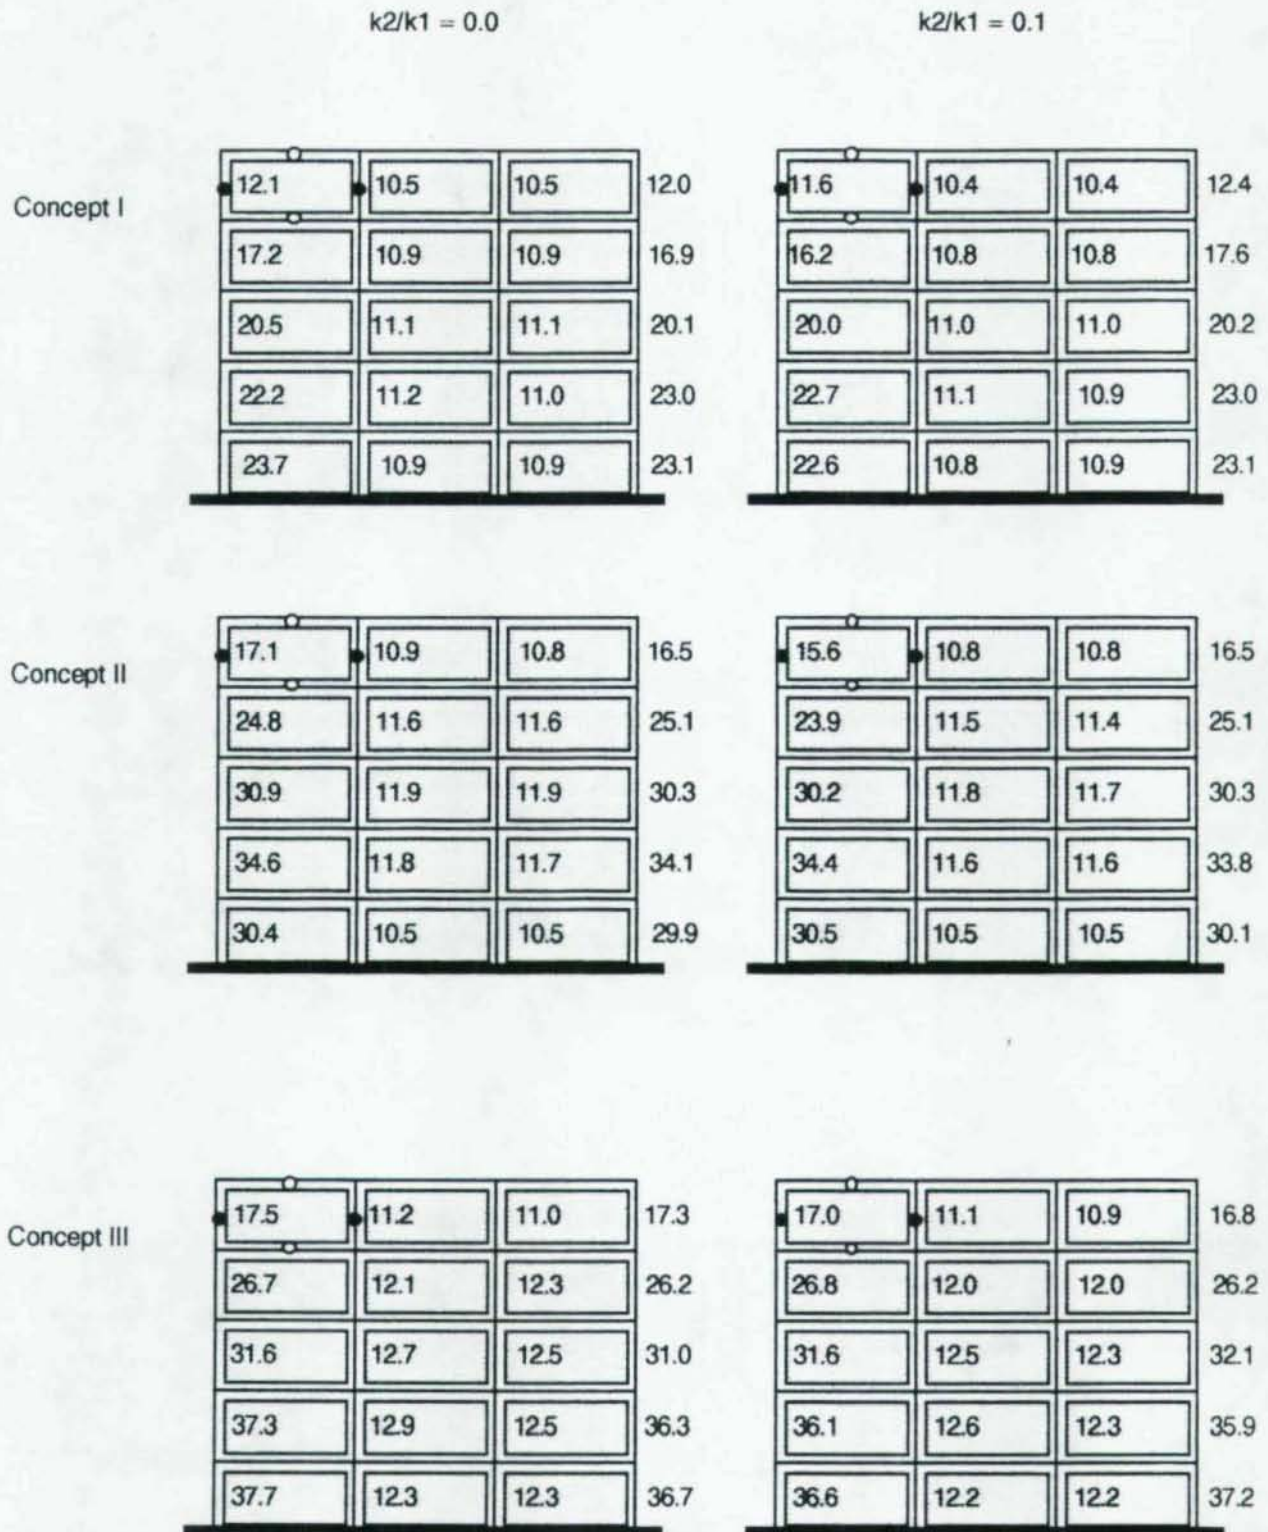 k2/k1 = 0.0 k2/k1 = 0.1
Concept I
12.1 10.5 10.5 12.0 11.6 10.4 10.4 12.4
17.2 10.9 10.9 16.9 16.2 10.8 10.8 17.6
20.5 11.1 11.1 20.1 20.0 11.0 11.0 20.2
22.2 11.2 11.0 23.0 22.7 11.1 10.9 23.0
23.7 10.9 10.9 23.1 22.6 10.8 10.9 23.1
Concept II
17.1 10.9 10.8 16.5 15.6 10.8 10.8 16.5
24.8 11.6 11.6 25.1 23.9 11.5 11.4 25.1
30.9 11.9 11.9 30.3 30.2 11.8 11.7 30.3
34.6 11.8 11.7 34.1 34.4 11.6 11.6 33.8
30.4 10.5 10.5 29.9 30.5 10.5 10.5 30.1
Concept III
17.5 11.2 11.0 17.3 17.0 11.1 10.9 16.8
26.7 12.1 12.3 26.2 26.8 12.0 12.0 26.2
31.6 12.7 12.5 31.0 31.6 12.5 12.3 32.1
37.3 12.9 12.5 36.3 36.1 12.6 12.3 35.9
37.7 12.3 12.3 36.7 36.6 12.2 12.2 37.2